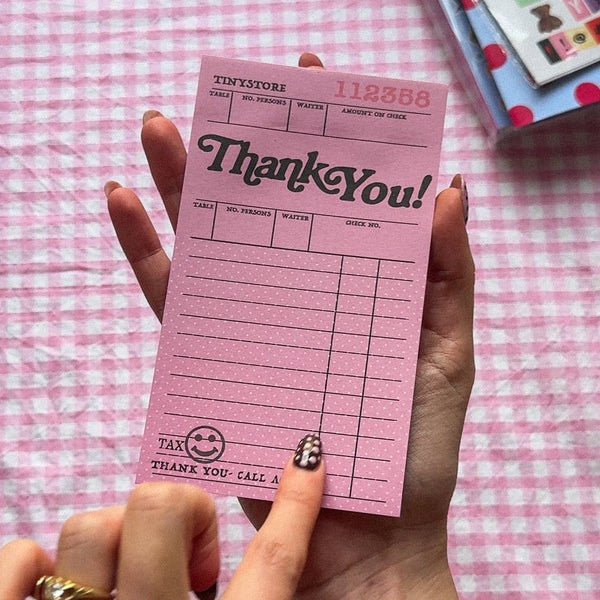 TINYSTORE 112358
TABLE NO. PERSONS WAITER AMOUNT ON CHECK
Thank You!
TABLE NO. PERSONS WAITER CHECK NO.
TAX
THANK YOU- CALL A